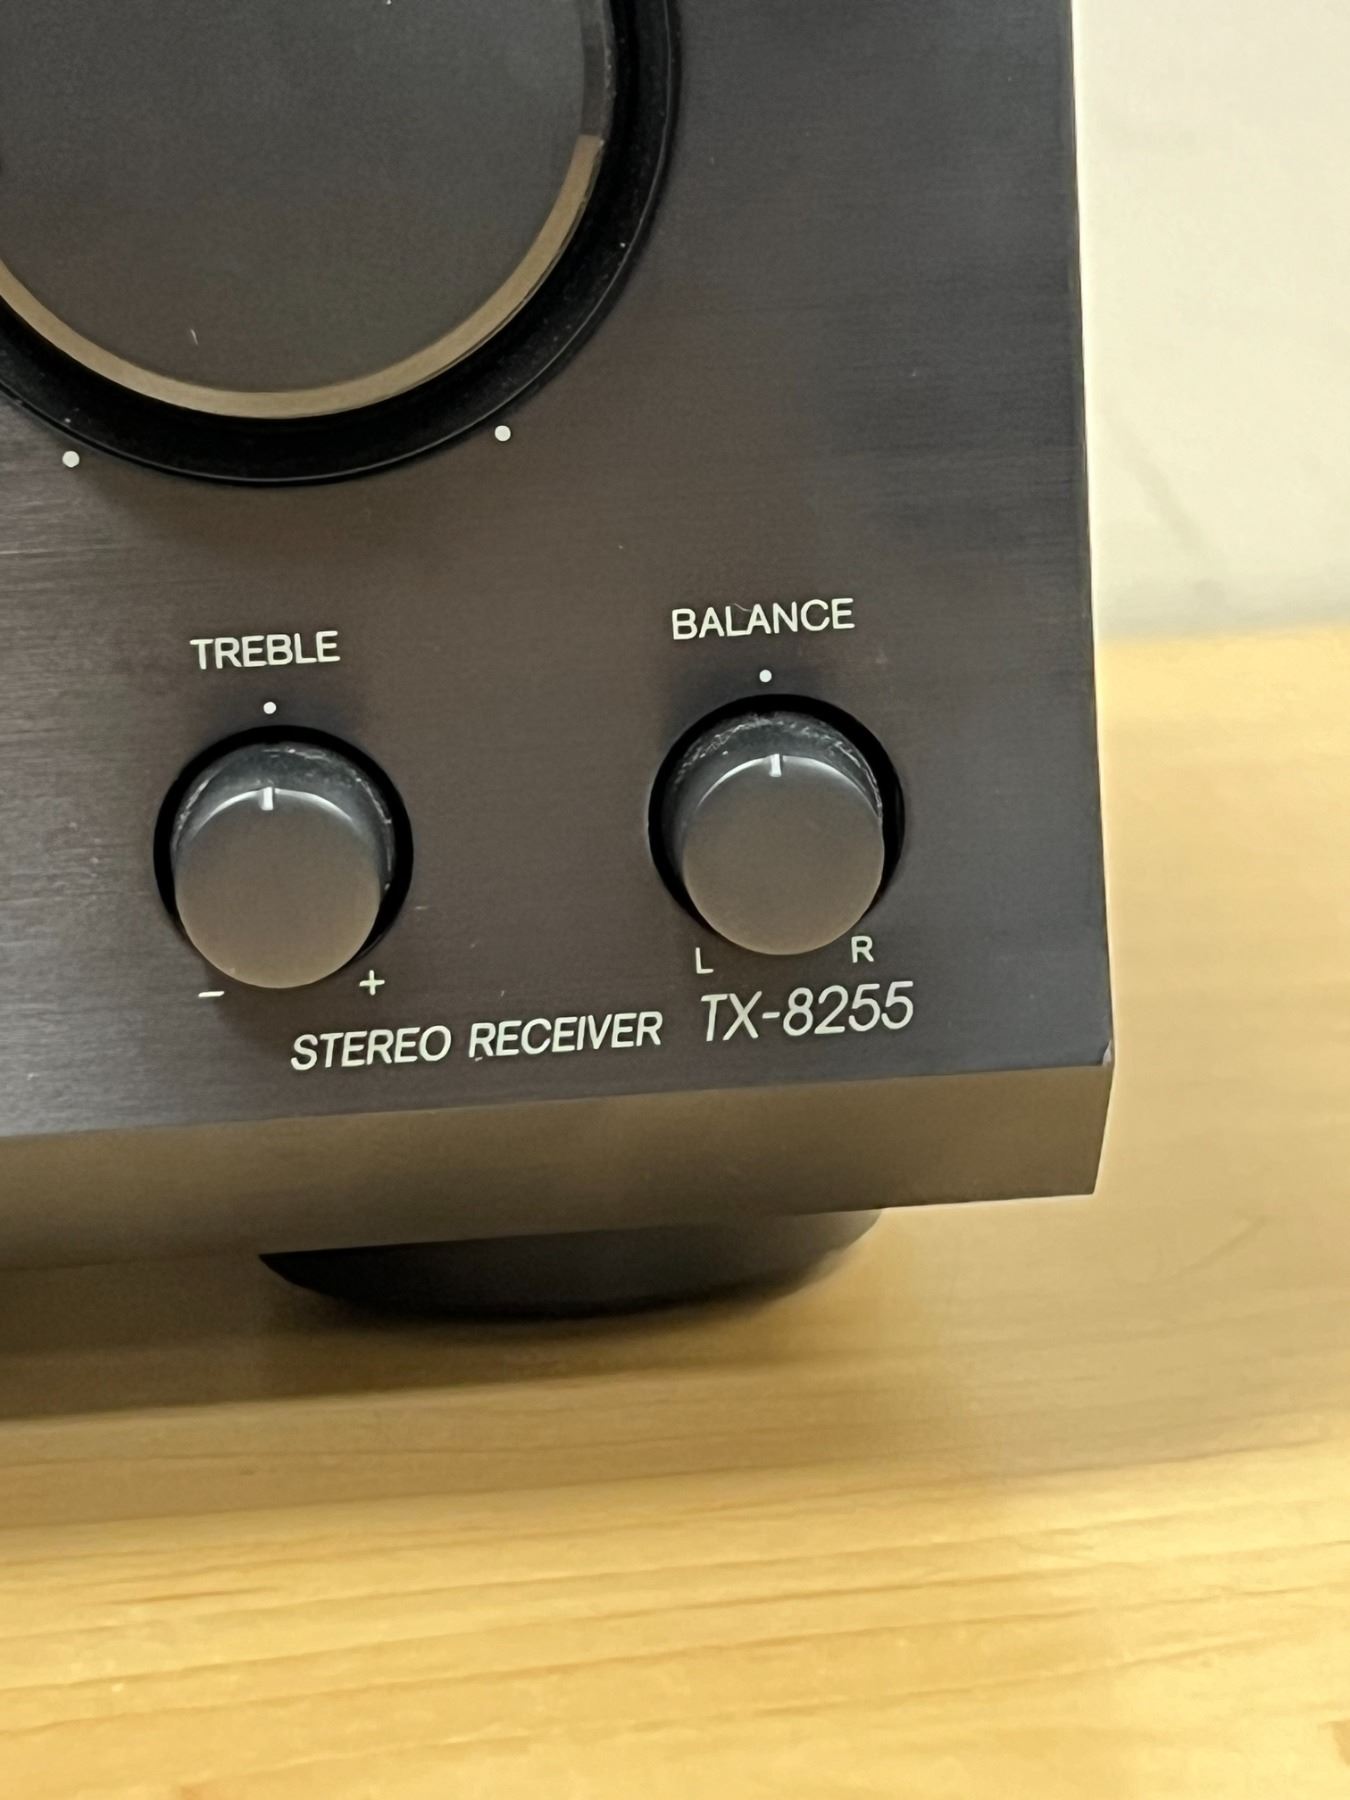 TREBLE
BALANCE
- +
L R
STEREO RECEIVER TX-8255